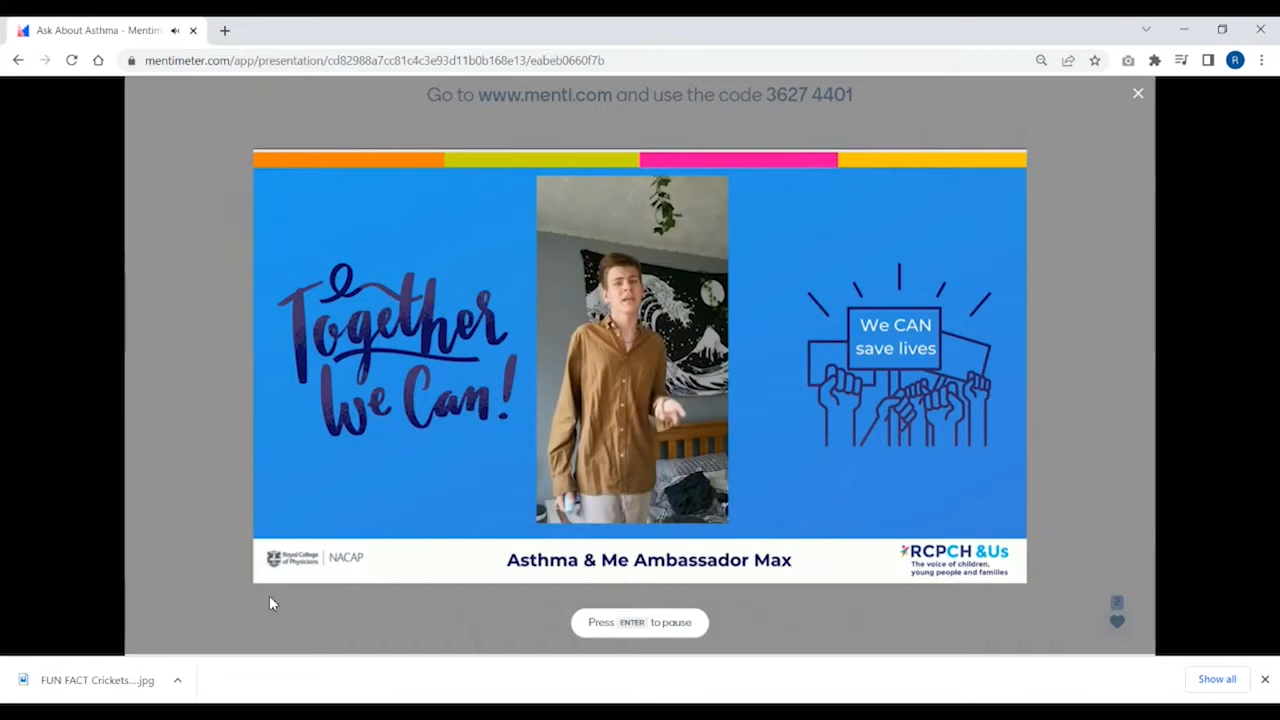 Ask About Asthma - Mentim
mentimeter.com/app/presentation/cd82988a7cc81c4c3e93d11b0b168e13/eabeb0660f7b
R
Go to www.menti.com and use the code 3627 4401
Together
We Can!
We CAN
save lives
Royal College
of Physicians
NACAP
Asthma & Me Ambassador Max
RCPCH &Us
The voice of children,
young people and families
Press ENTER to pause
2
FUN FACT Crickets....jpg
Show all